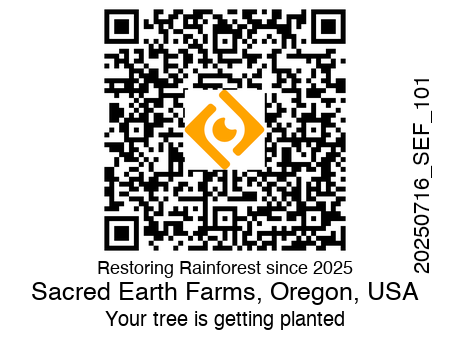 Restoring Rainforest since 2025
Sacred Earth Farms, Oregon, USA
Your tree is getting planted
20250716_SEF_101